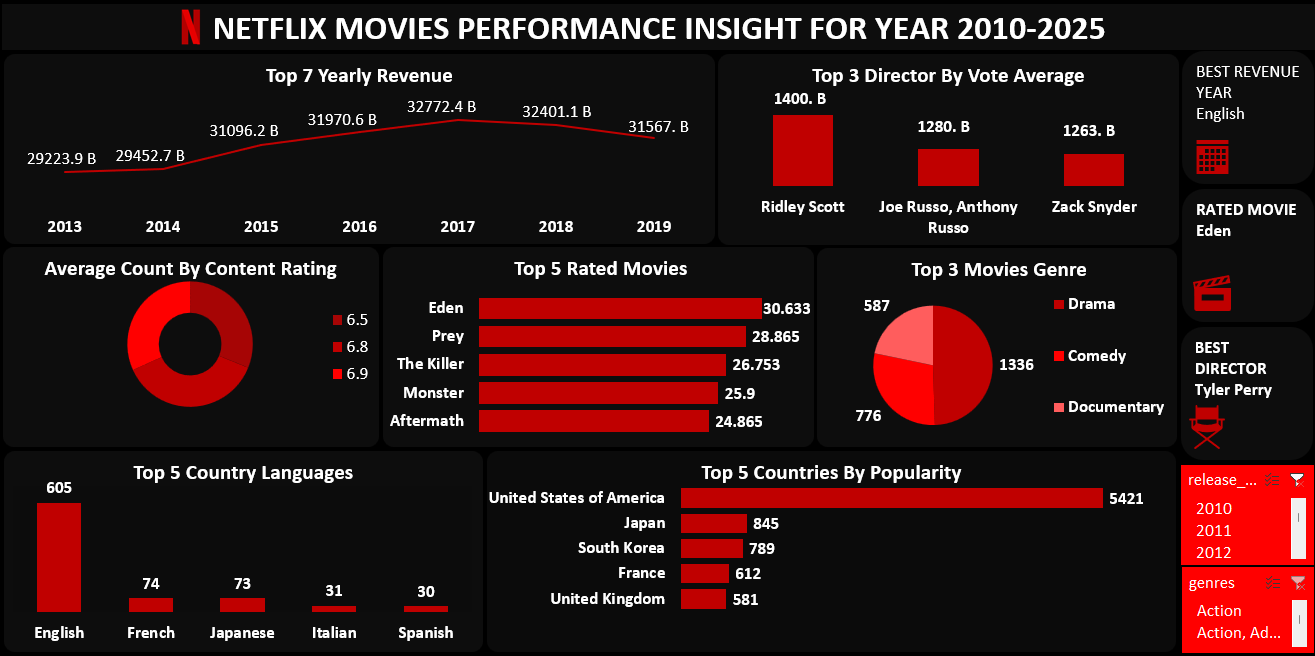 N NETFLIX MOVIES PERFORMANCE INSIGHT FOR YEAR 2010-2025
Top 7 Yearly Revenue
29223.9 B
29452.7 B
31096.2 B
31970.6 B
32772.4 B
32401.1 B
31567. B
2013 2014 2015 2016 2017 2018 2019
Top 3 Director By Vote Average
1400. B
1280. B
1263. B
Ridley Scott
Joe Russo, Anthony
Russo
Zack Snyder
BEST REVENUE
YEAR
English
RATED MOVIE
Eden
BEST
DIRECTOR
Tyler Perry
Average Count By Content Rating
6.5
6.8
6.9
Top 5 Rated Movies
Eden 30.633
Prey 28.865
The Killer 26.753
Monster 25.9
Aftermath 24.865
Top 3 Movies Genre
587
1336
776
Drama
Comedy
Documentary
Top 5 Country Languages
605 74 73 31 30
English French Japanese Italian Spanish
Top 5 Countries By Popularity
United States of America 5421
Japan 845
South Korea 789
France 612
United Kingdom 581
release_...
2010
2011
2012
genres
Action
Action, Ad...